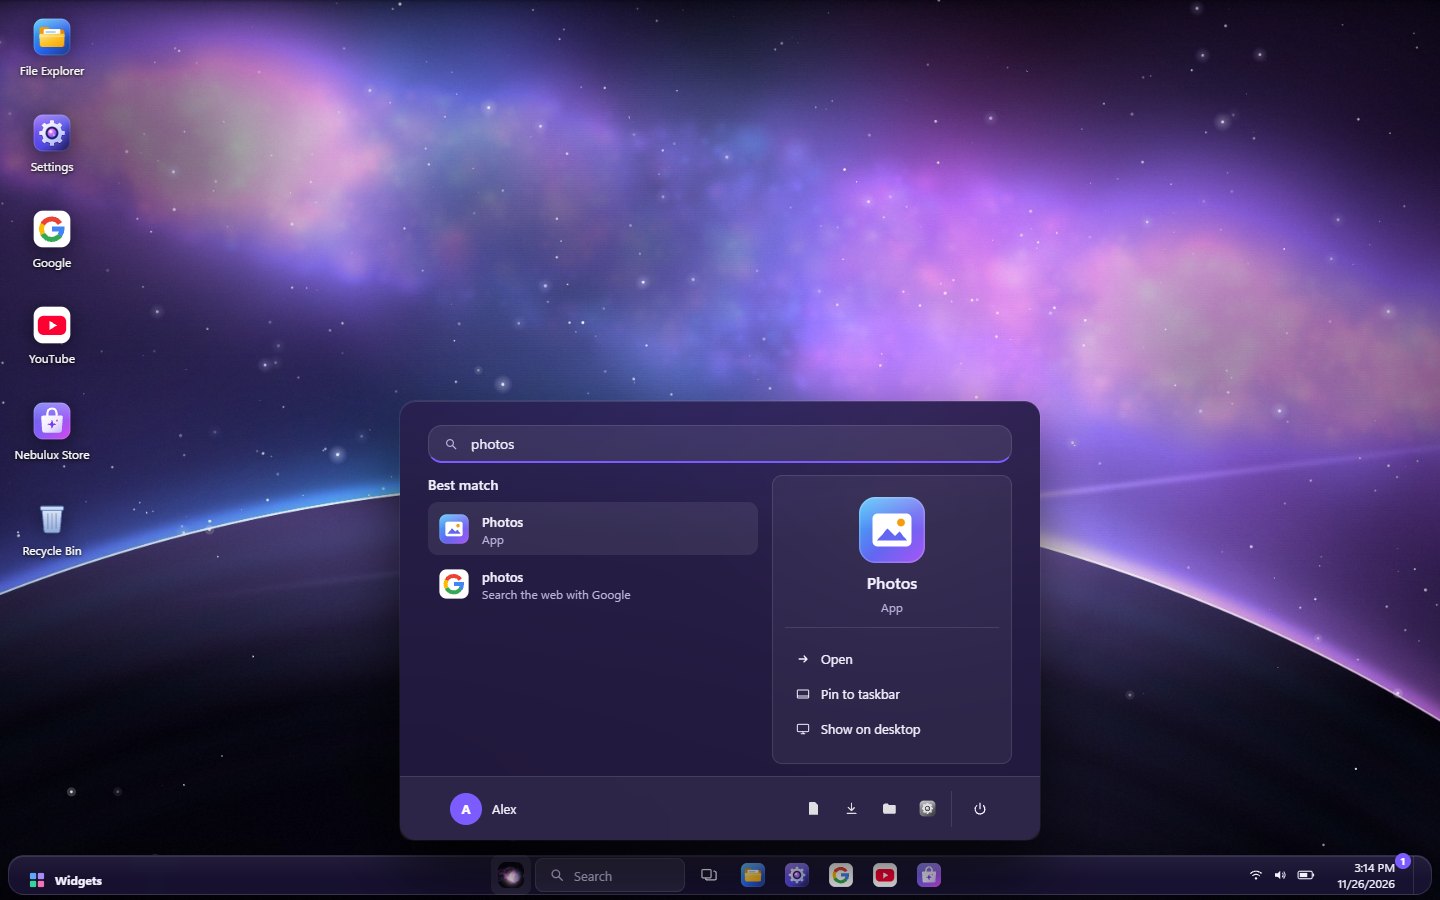 File Explorer
Settings
Google
YouTube
Nebulux Store
Recycle Bin
photos
Best match
Photos
App
photos
Search the web with Google
Photos
App
Open
Pin to taskbar
Show on desktop
A
Alex
Widgets
Search
3:14 PM
11/26/2026
1